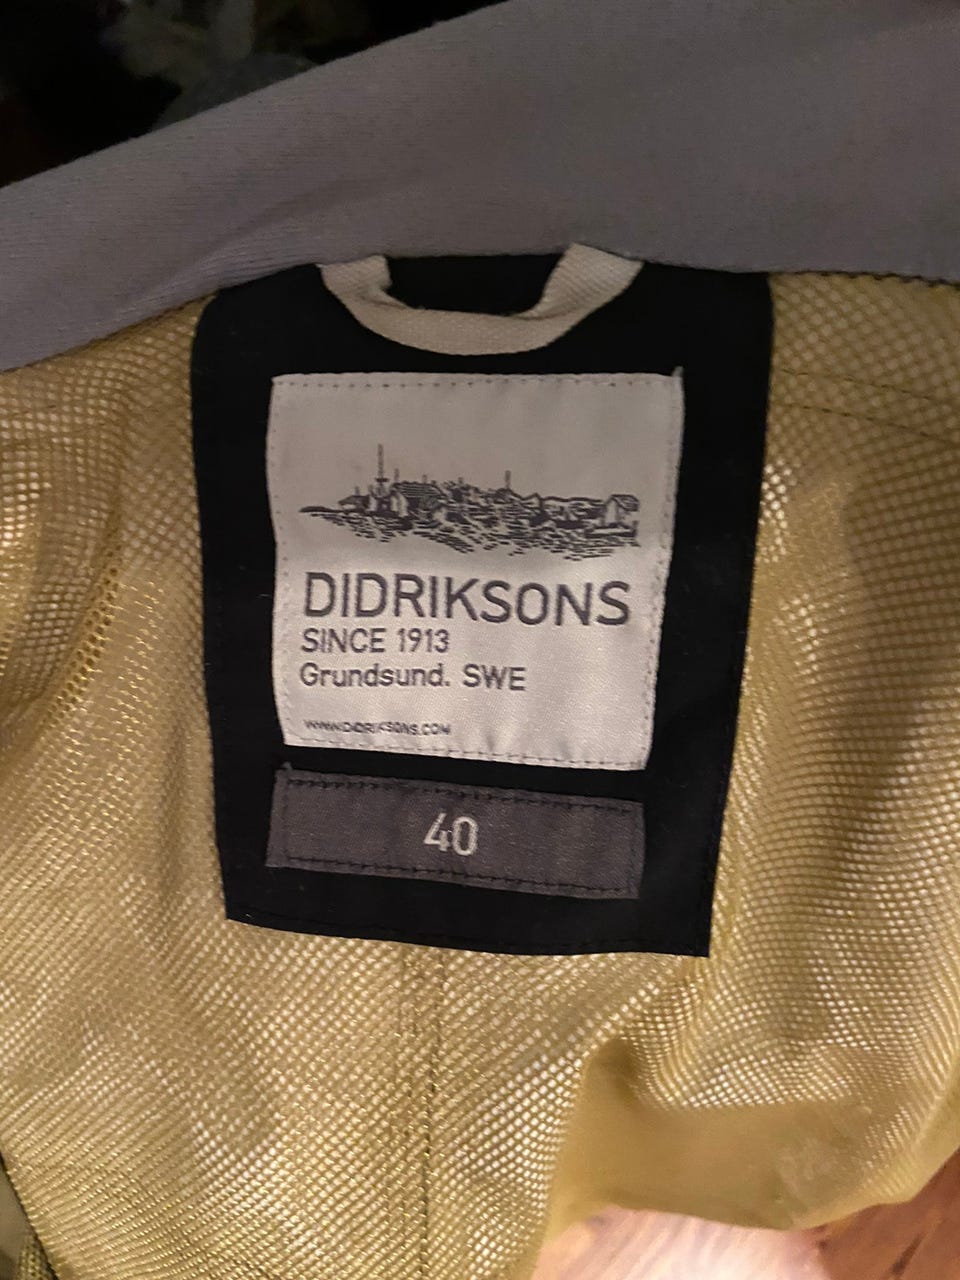 DIDRIKSONS
SINCE 1913
Grundsund. SWE
WWW.DIDRIKSONS.COM
40